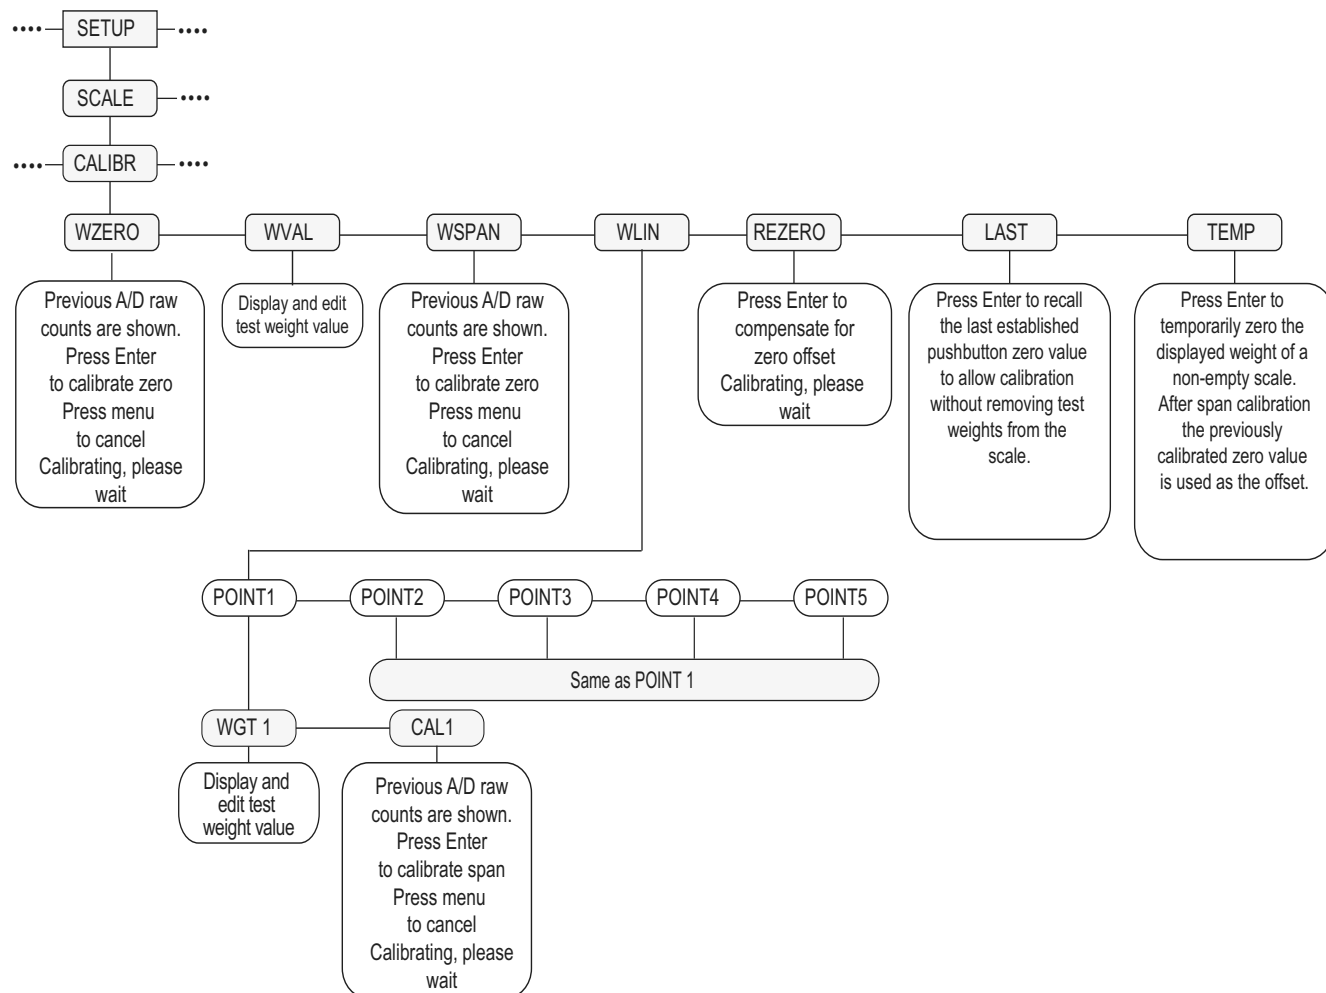 SETUP
SCALE
CALIBR
WZERO
WVAL
WSPAN
WLIN
REZERO
LAST
TEMP
Previous A/D raw
counts are shown.
Press Enter
to calibrate zero
Press menu
to cancel
Calibrating, please
wait
Display and edit
test weight value
Previous A/D raw
counts are shown.
Press Enter
to calibrate zero
Press menu
to cancel
Calibrating, please
wait
Press Enter to
compensate for
zero offset
Calibrating, please
wait
Press Enter to recall
the last established
pushbutton zero value
to allow calibration
without removing test
weights from the
scale.
Press Enter to
temporarily zero the
displayed weight of a
non-empty scale.
After span calibration
the previously
calibrated zero value
is used as the offset.
POINT1
POINT2
POINT3
POINT4
POINT5
Same as POINT 1
WGT 1
CAL1
Display and
edit test
weight value
Previous A/D raw
counts are shown.
Press Enter
to calibrate span
Press menu
to cancel
Calibrating, please
wait